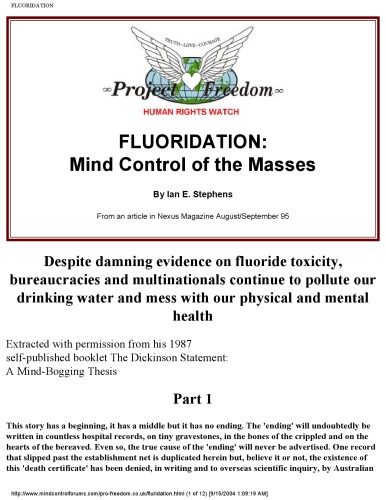 FLUORIDATION
TRUTH~LOVE~COURAGE
∞Project Freedom∞
HUMAN RIGHTS WATCH
FLUORIDATION:
Mind Control of the Masses
By Ian E. Stephens
From an article in Nexus Magazine August/September 95
Despite damning evidence on fluoride toxicity,
bureaucracies and multinationals continue to pollute our
drinking water and mess with our physical and mental
health
Extracted with permission from his 1987
self-published booklet The Dickinson Statement:
A Mind-Bogging Thesis
Part 1
This story has a beginning, it has a middle but it has no ending. The 'ending' will undoubtedly be
written in countless hospital records, on tiny gravestones, in the bones of the crippled and on the
hearts of the bereaved. Even so, the true cause of the 'ending' will never be advertised. One record
that slipped past the establishment net is duplicated herein but, believe it or not, the existence of
this 'death certificate' has been denied, in writing and to overseas scientific inquiry, by Australian
http://www.mindcontrolforums.com/pro-freedom.co.uk/fluridation.html (1 of 12) [9/15/2004 1:09:19 AM]